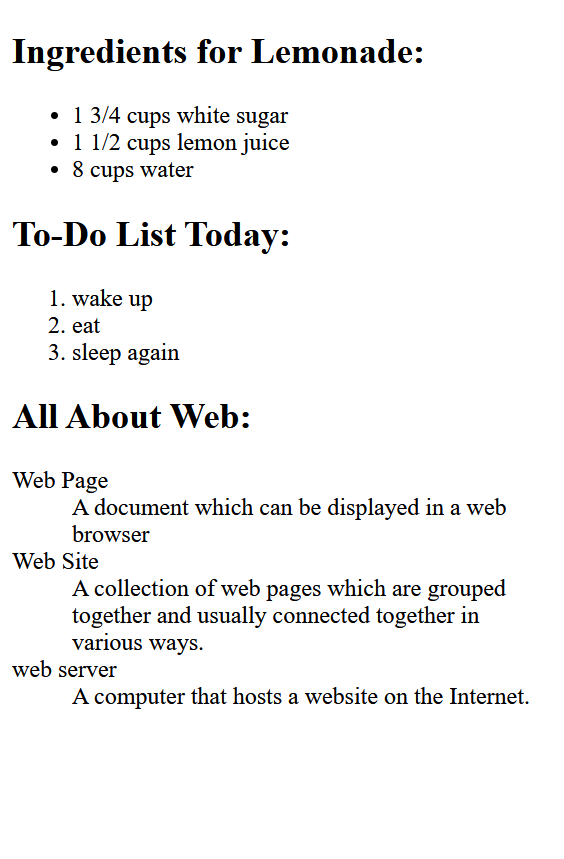 Ingredients for Lemonade:
• 1 3/4 cups white sugar
• 1 1/2 cups lemon juice
• 8 cups water
To-Do List Today:
1. wake up
2. eat
3. sleep again
All About Web:
Web Page
A document which can be displayed in a web
browser
Web Site
A collection of web pages which are grouped
together and usually connected together in
various ways.
web server
A computer that hosts a website on the Internet.